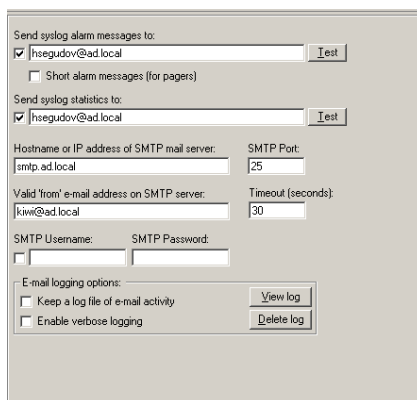 Send syslog alarm messages to:
hsegudov@ad.local Test
Short alarm messages (for pagers)
Send syslog statistics to:
hsegudov@ad.local Test
Hostname or IP address of SMTP mail server: SMTP Port:
smtp.ad.local 25
Valid 'from' e-mail address on SMTP server: Timeout (seconds):
kiwi@ad.local 30
SMTP Username: SMTP Password:
E-mail logging options:
Keep a log file of e-mail activity View log
Enable verbose logging Delete log